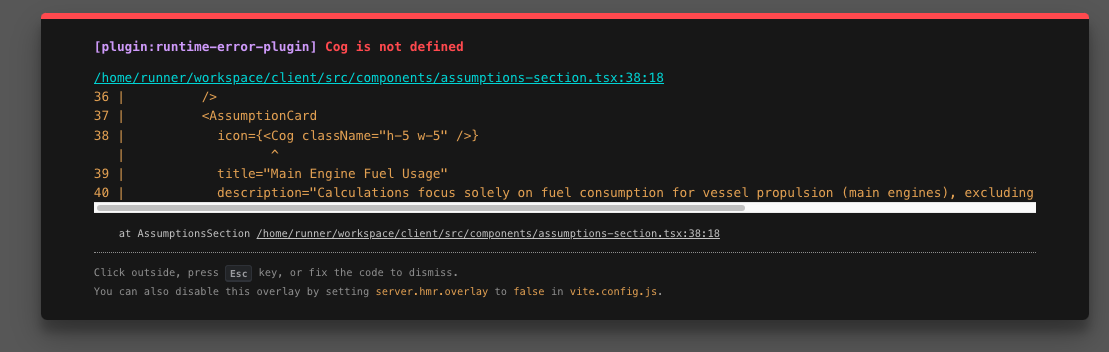 [plugin:runtime-error-plugin] Cog is not defined
/home/runner/workspace/client/src/components/assumptions-section.tsx:38:18
36 |          />
37 |          <AssumptionCard
38 |            icon={<Cog className="h-5 w-5" />}
   |                   ^
39 |            title="Main Engine Fuel Usage"
40 |            description="Calculations focus solely on fuel consumption for vessel propulsion (main engines), excluding
at AssumptionsSection /home/runner/workspace/client/src/components/assumptions-section.tsx:38:18
Click outside, press Esc key, or fix the code to dismiss.
You can also disable this overlay by setting server.hmr.overlay to false in vite.config.js.